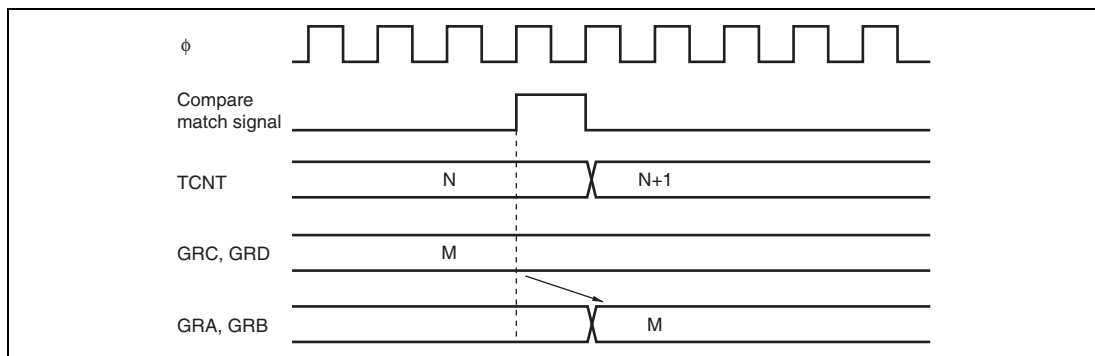 ϕ
Compare
match signal
TCNT N N+1
GRC, GRD M
GRA, GRB M